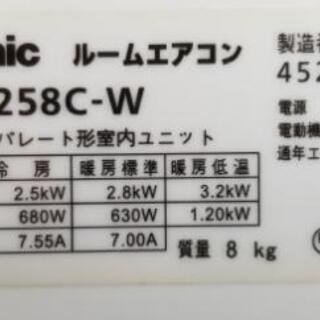 nic ルームエアコン
258C-W
パレート形室内ユニット
冷房 暖房標準 暖房低温
2.5kW 2.8kW 3.2kW
680W 630W 1.20kW
7.55A 7.00A
質量 8 kg
製造番
452
電源
電動機
通年エ